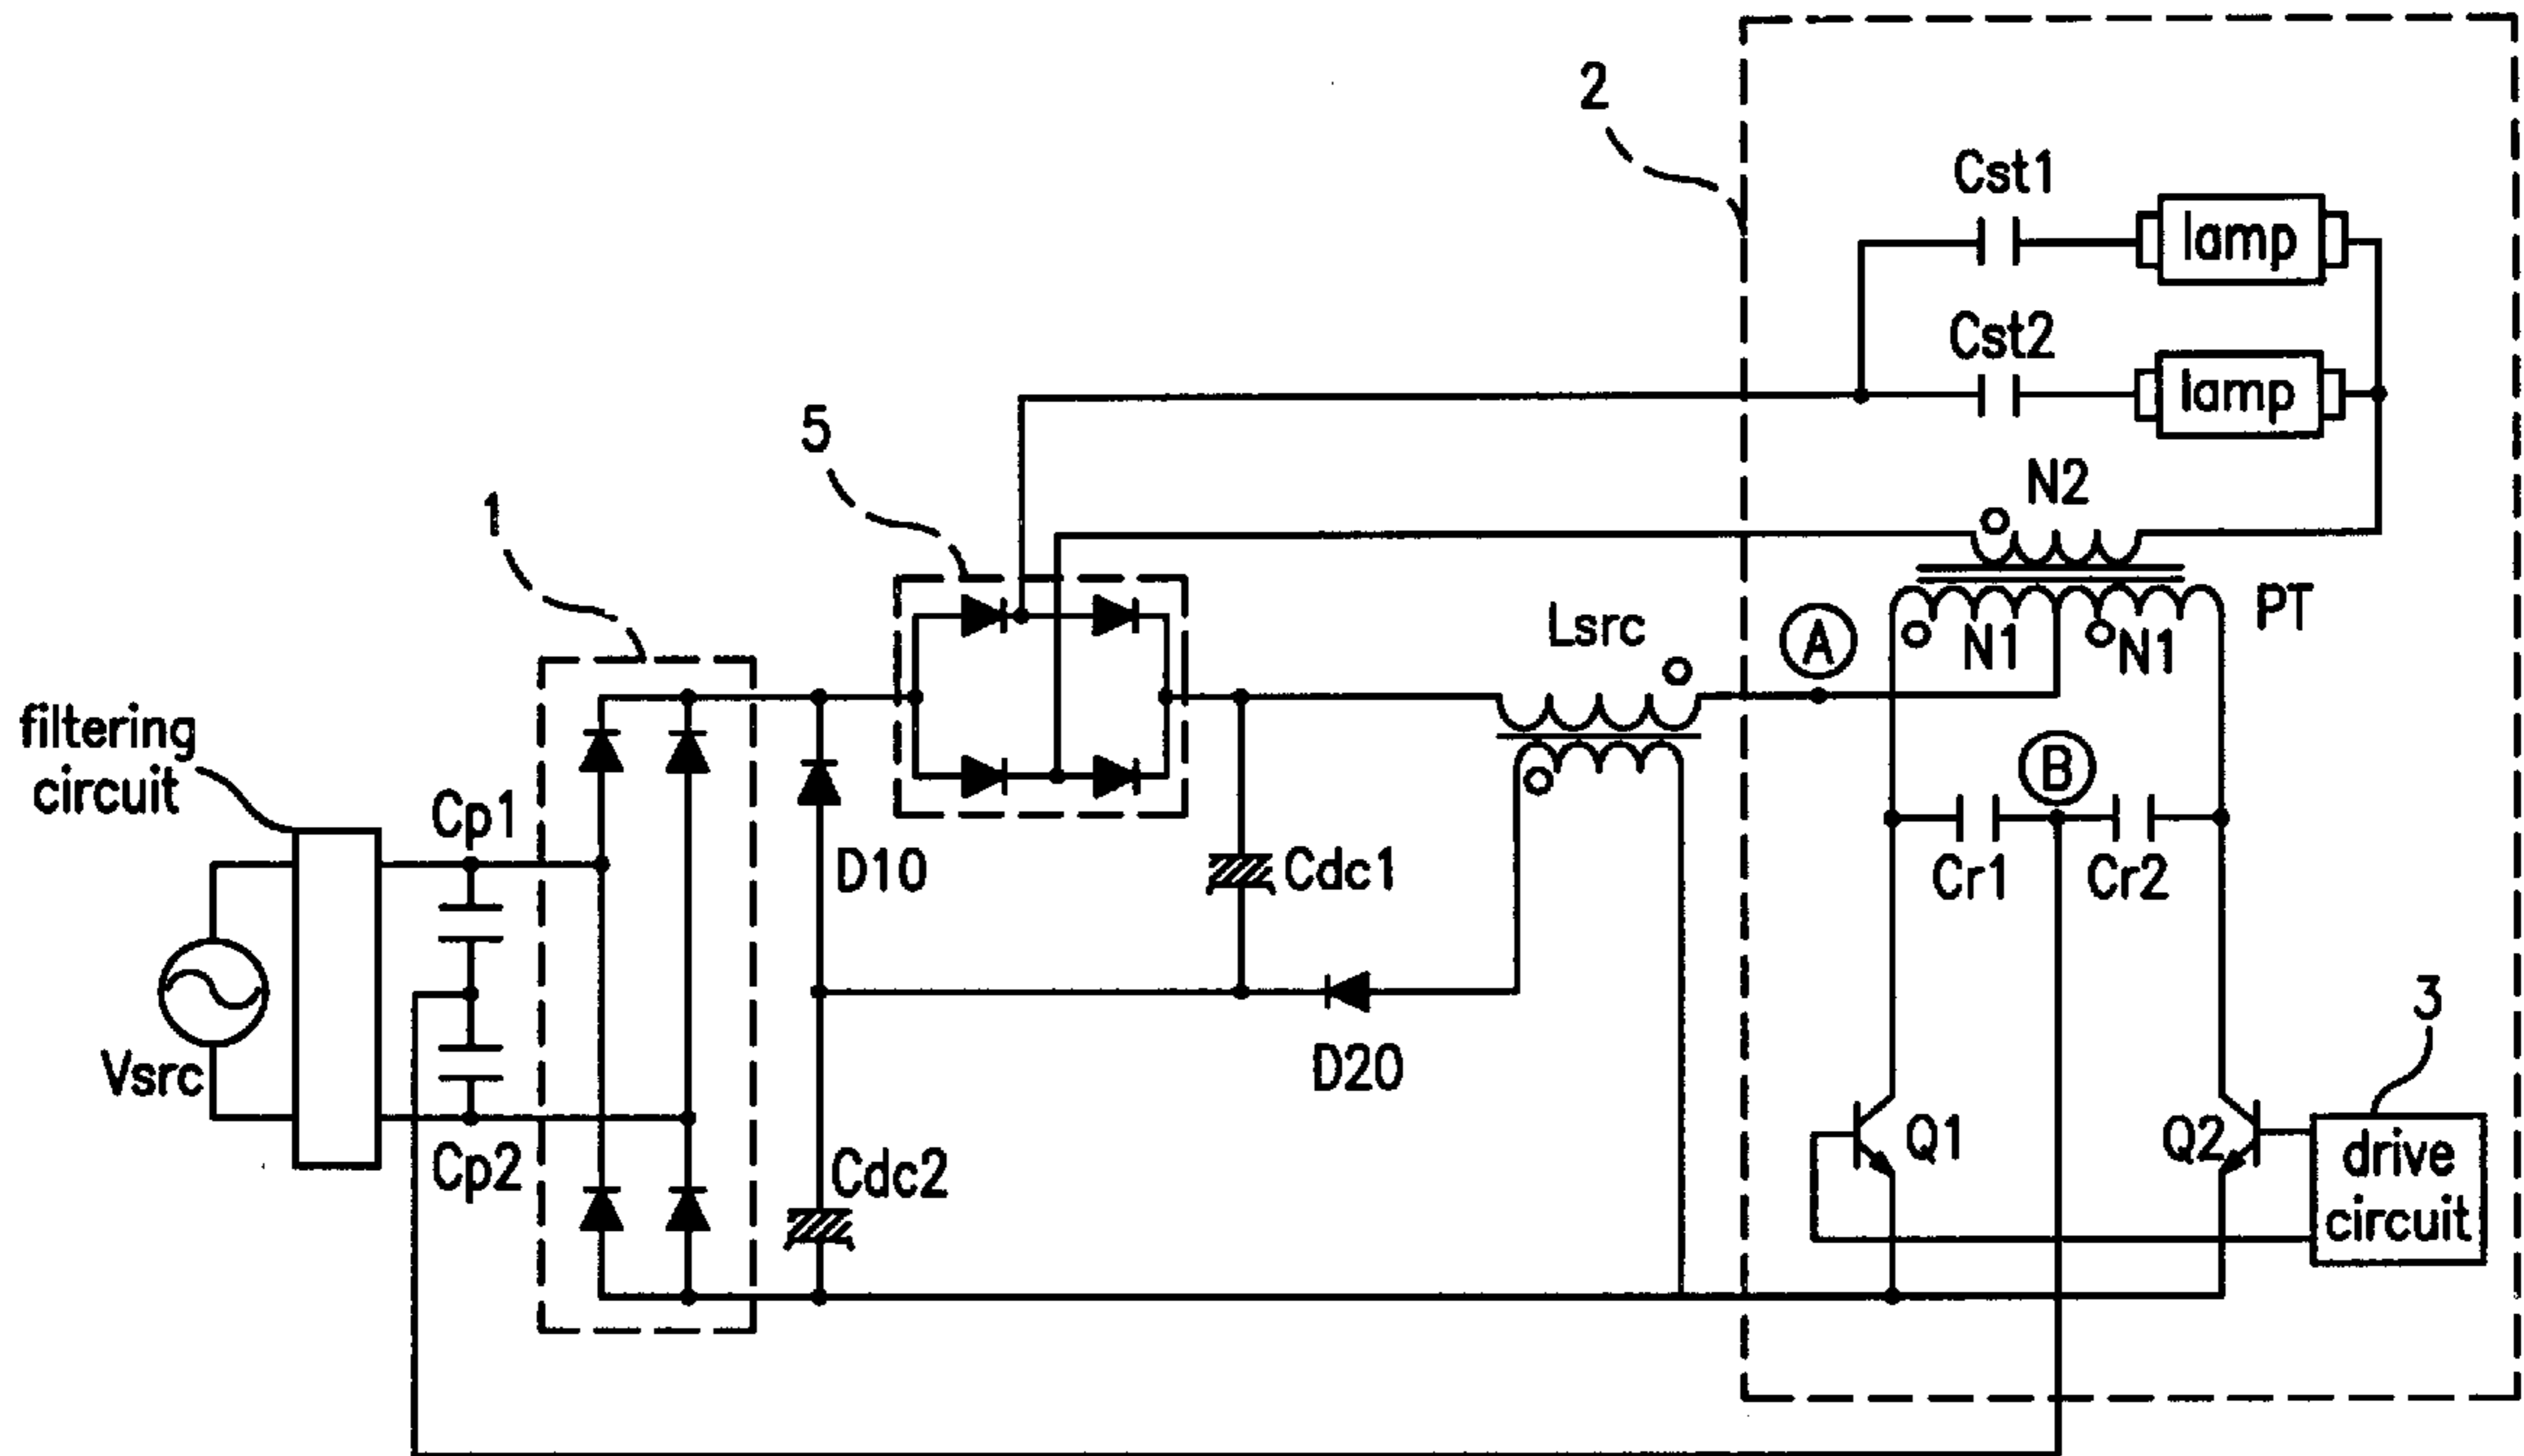 2
Cst1
lamp
Cst2
lamp
5
N2
1
Lsrc
A
N1
N1
PT
filtering
circuit
B
Cp1
D10
Cdc1
Cr1
Cr2
3
Vsrc
D20
Q1
Q2
drive
circuit
Cp2
Cdc2